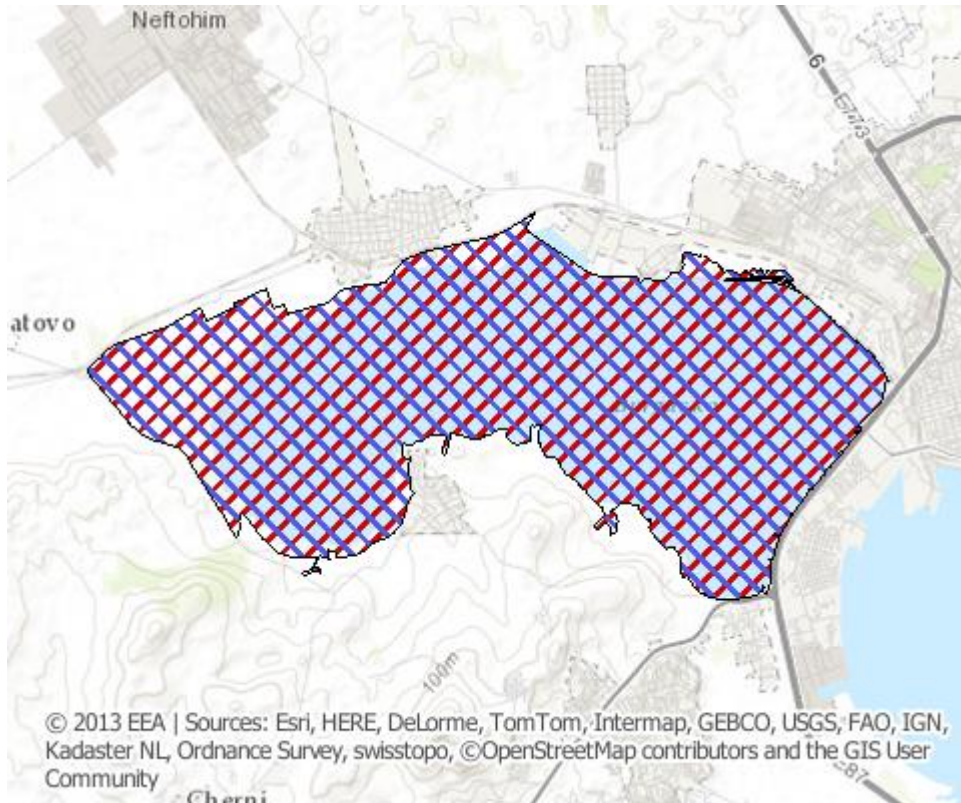 Neftohim
6
E773
atovo
100m
© 2013 EEA | Sources: Esri, HERE, DeLorme, TomTom, Intermap, GEBCO, USGS, FAO, IGN,
Kadaster NL, Ordnance Survey, swisstopo, ©OpenStreetMap contributors and the GIS User
Community
E87
Cherni